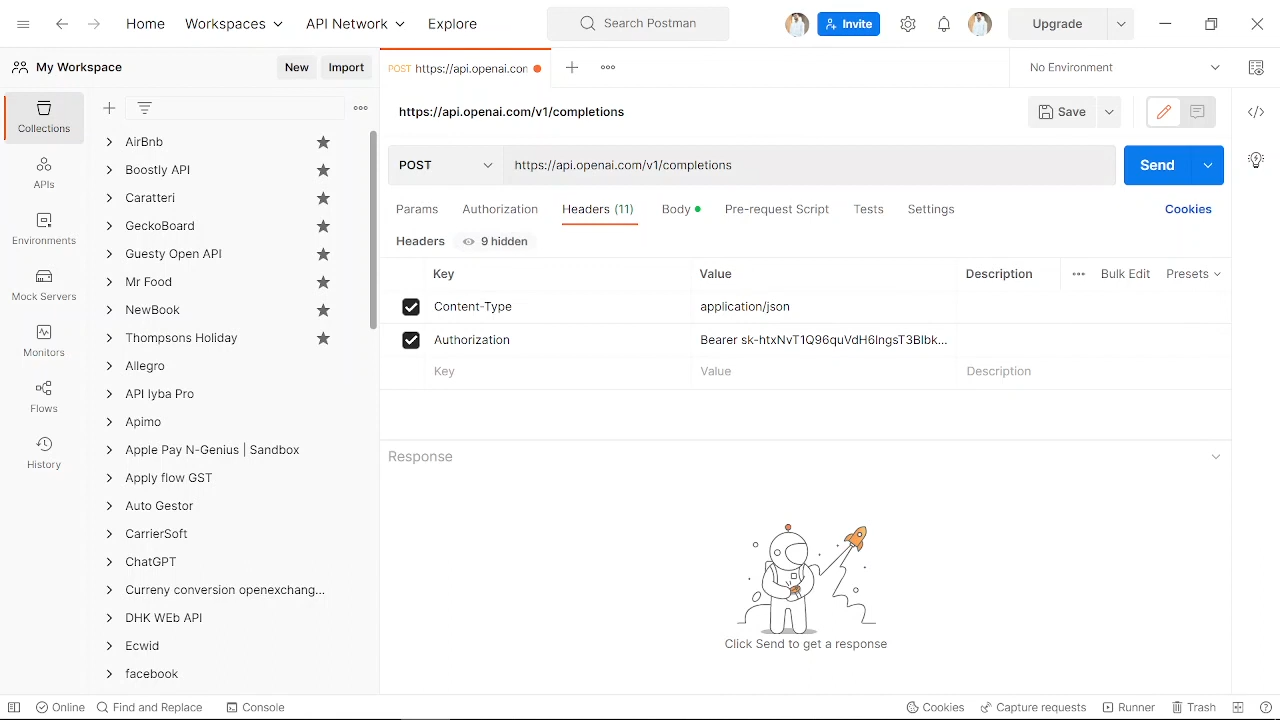 Home Workspaces API Network Explore Search Postman Invite Upgrade
My Workspace New Import POST https://api.openai.con No Environment
Collections
APIs
Environments
Mock Servers
Monitors
Flows
History
AirBnb
Boostly API
Caratteri
GeckoBoard
Guesty Open API
Mr Food
NewBook
Thompsons Holiday
Allegro
API Iyba Pro
Apimo
Apple Pay N-Genius | Sandbox
Apply flow GST
Auto Gestor
CarrierSoft
ChatGPT
Curreny conversion openexchang...
DHK WEb API
Ecwid
facebook
https://api.openai.com/v1/completions Save
POST https://api.openai.com/v1/completions Send
Params Authorization Headers (11) Body Pre-request Script Tests Settings Cookies
Headers 9 hidden
Key Value Description Bulk Edit Presets
Content-Type application/json
Authorization Bearer
Key Value Description
Response
Click Send to get a response
Online Find and Replace Console Cookies Capture requests Runner Trash